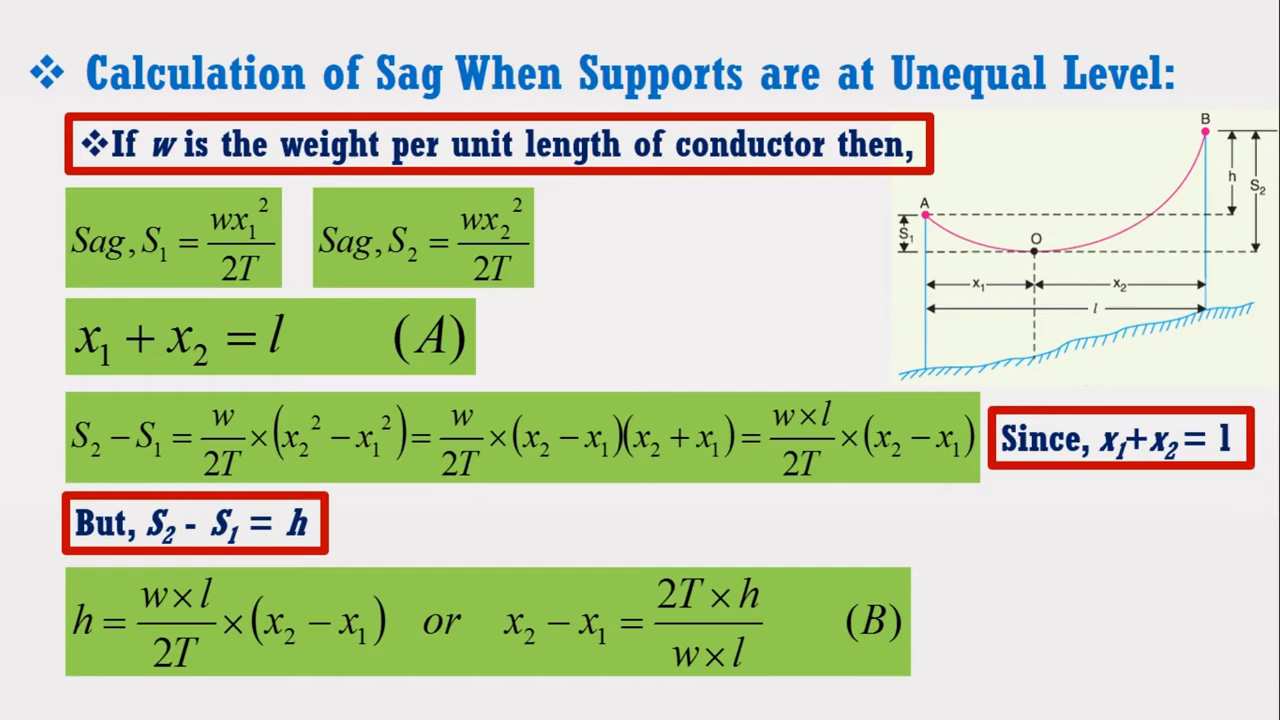 ❖ Calculation of Sag When Supports are at Unequal Level:
❖If w is the weight per unit length of conductor then,
Sag, S₁ = wx₁²/2T Sag, S₂ = wx₂²/2T
x₁ + x₂ = l (A)
S₂ − S₁ = w/2T × (x₂² − x₁²) = w/2T × (x₂ − x₁)(x₂ + x₁) = w×l/2T × (x₂ − x₁)
Since, x₁+x₂ = l
But, S₂ - S₁ = h
h = w×l/2T × (x₂ − x₁) or x₂ − x₁ = 2T×h/w×l (B)
B
h
S₂
A
S₁
O
x₁ x₂
l